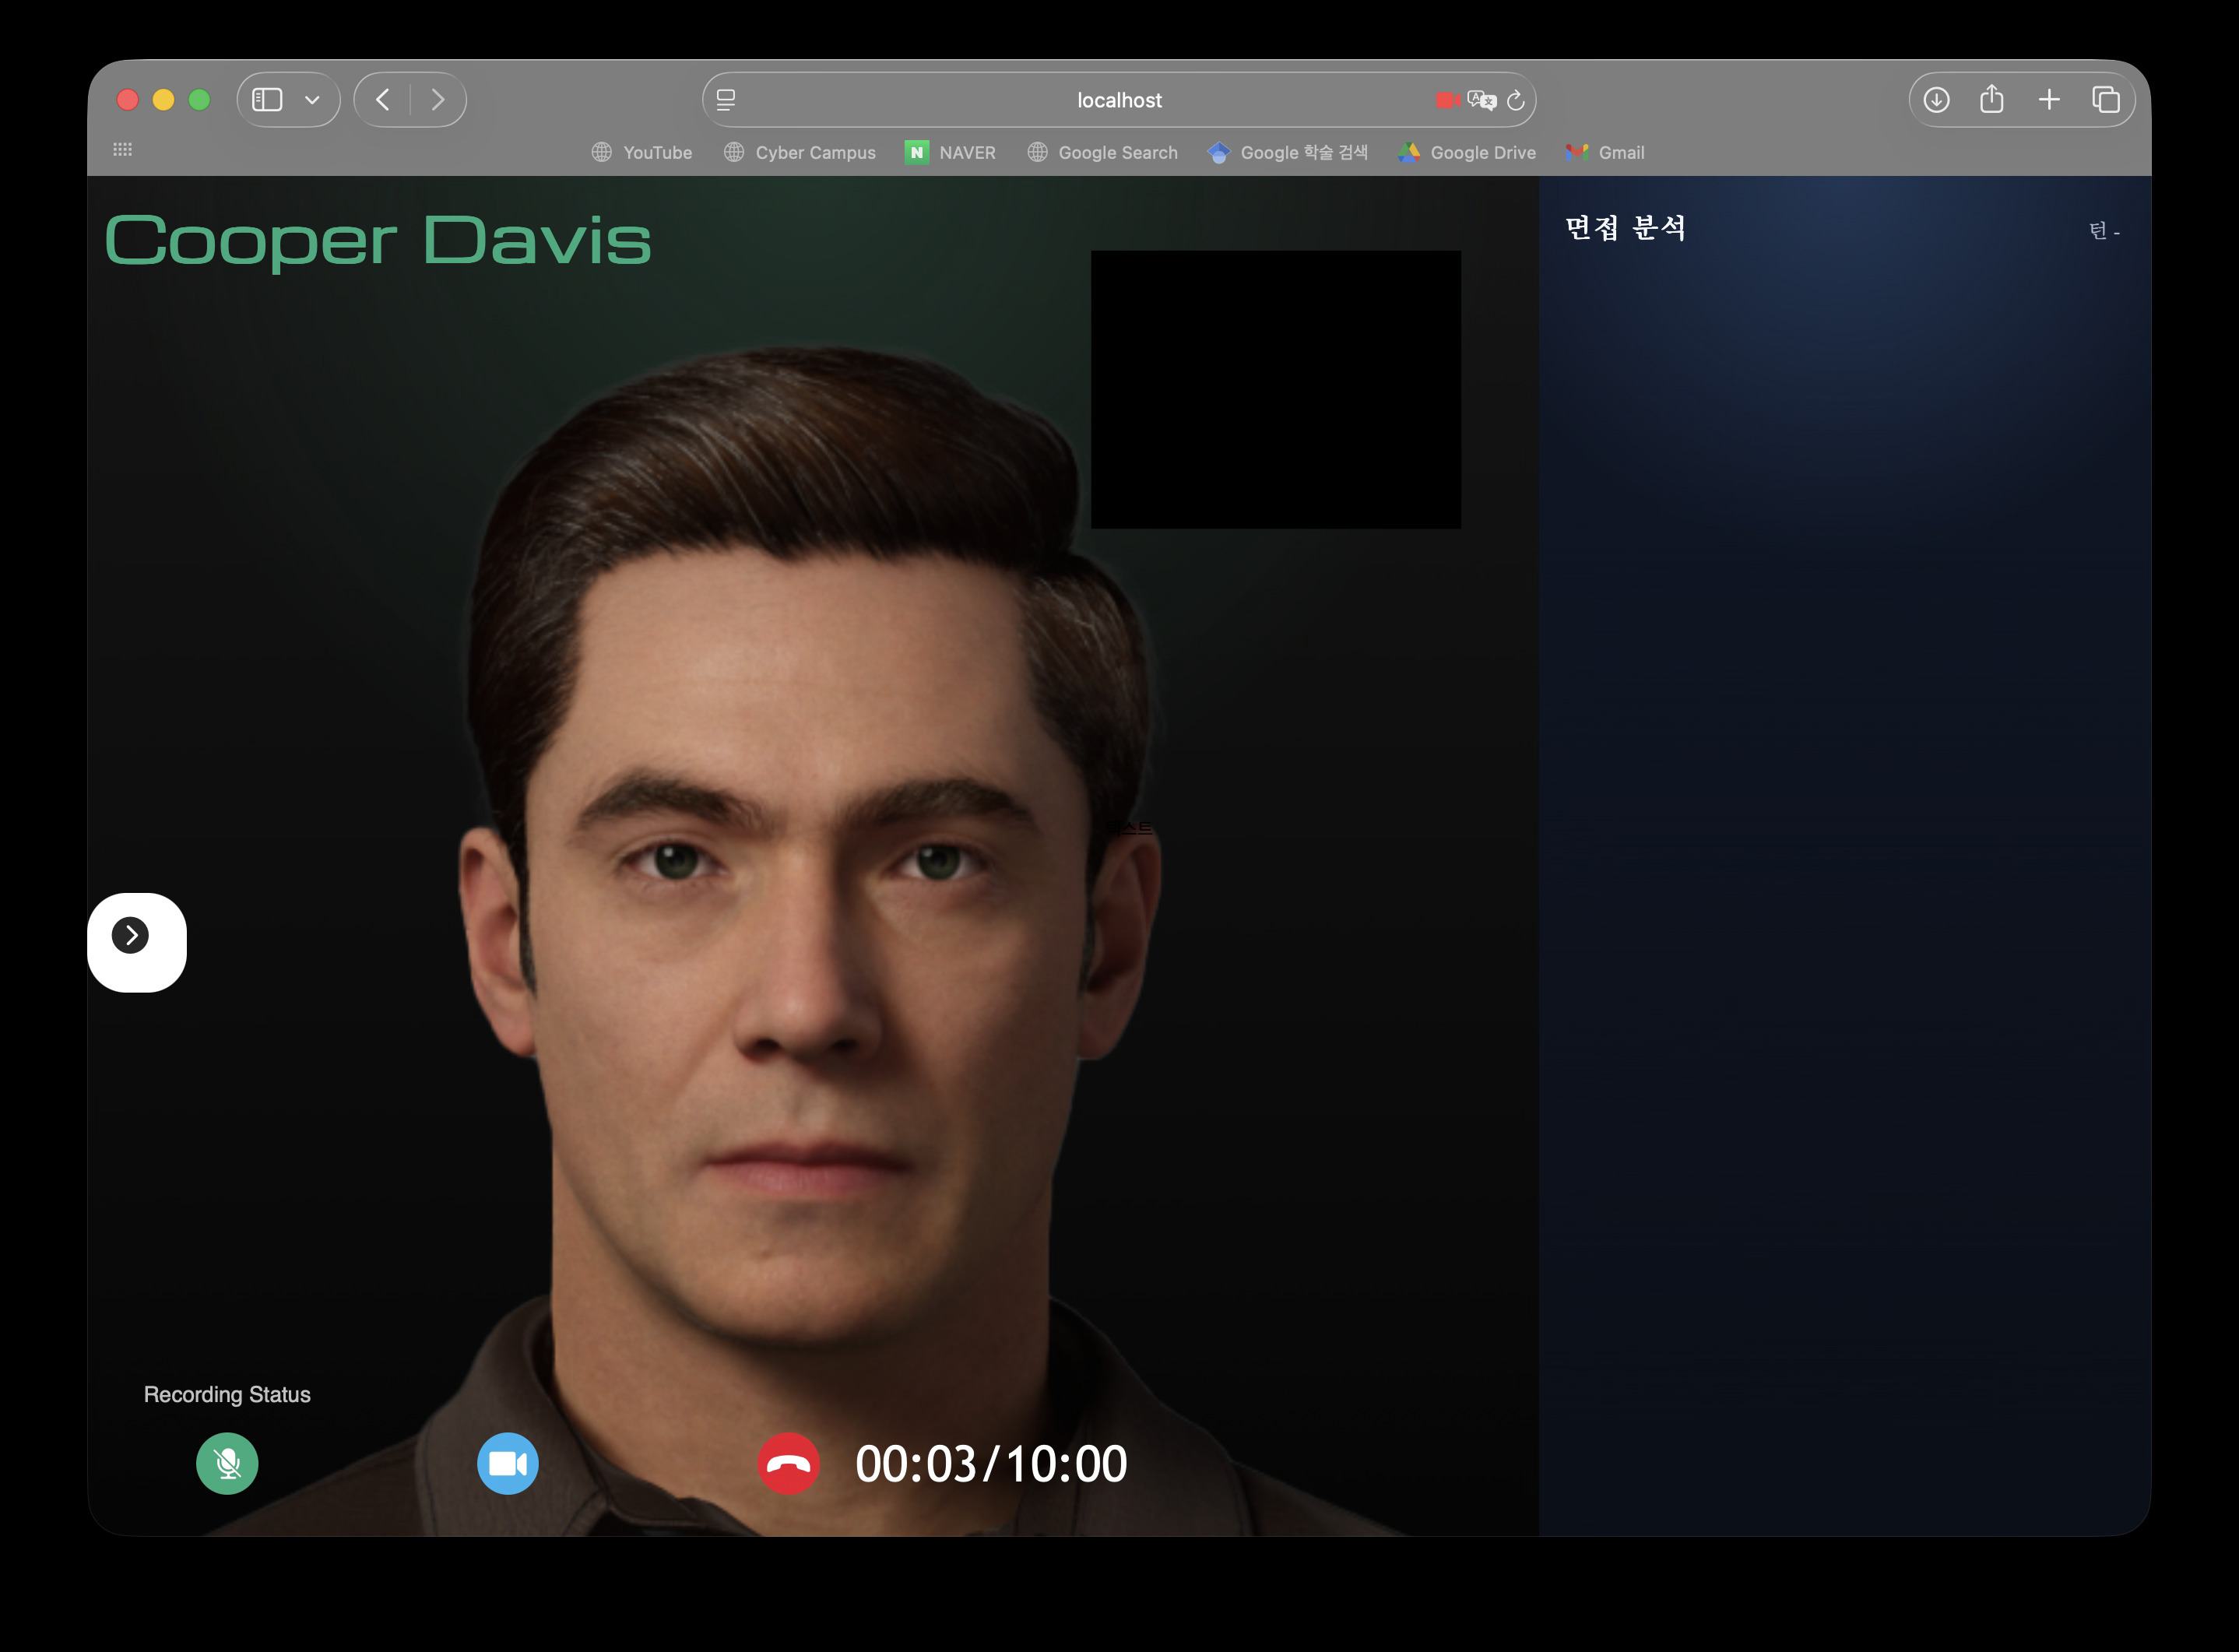 localhost
YouTube Cyber Campus NAVER Google Search Google 학술 검색 Google Drive Gmail
Cooper Davis
면접 분석
턴 -
Recording Status
00:03/10:00